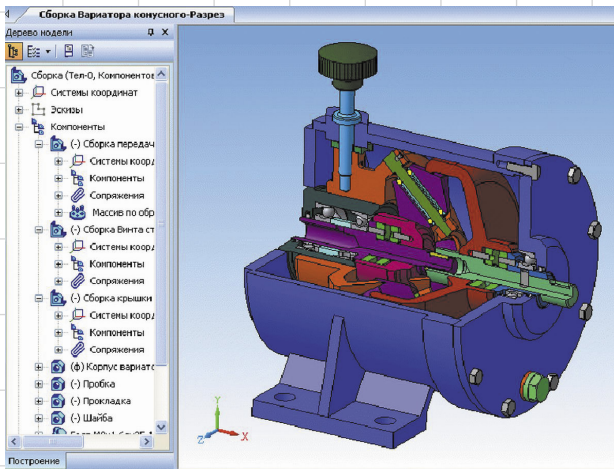 Сборка Вариатора конусного-Разрез
Дерево модели
Сборка (Тел-0, Компонентов
Системы координат
Эскизы
Компоненты
(-) Сборка передач
Системы коорд
Компоненты
Сопряжения
Массив по обр
(-) Сборка Винта ст
Системы коорд
Компоненты
Сопряжения
(-) Сборка крышки
Системы коорд
Компоненты
Сопряжения
(ф) Корпус вариато
(-) Пробка
(-) Прокладка
(-) Шайба
Построение
Y
Z
X